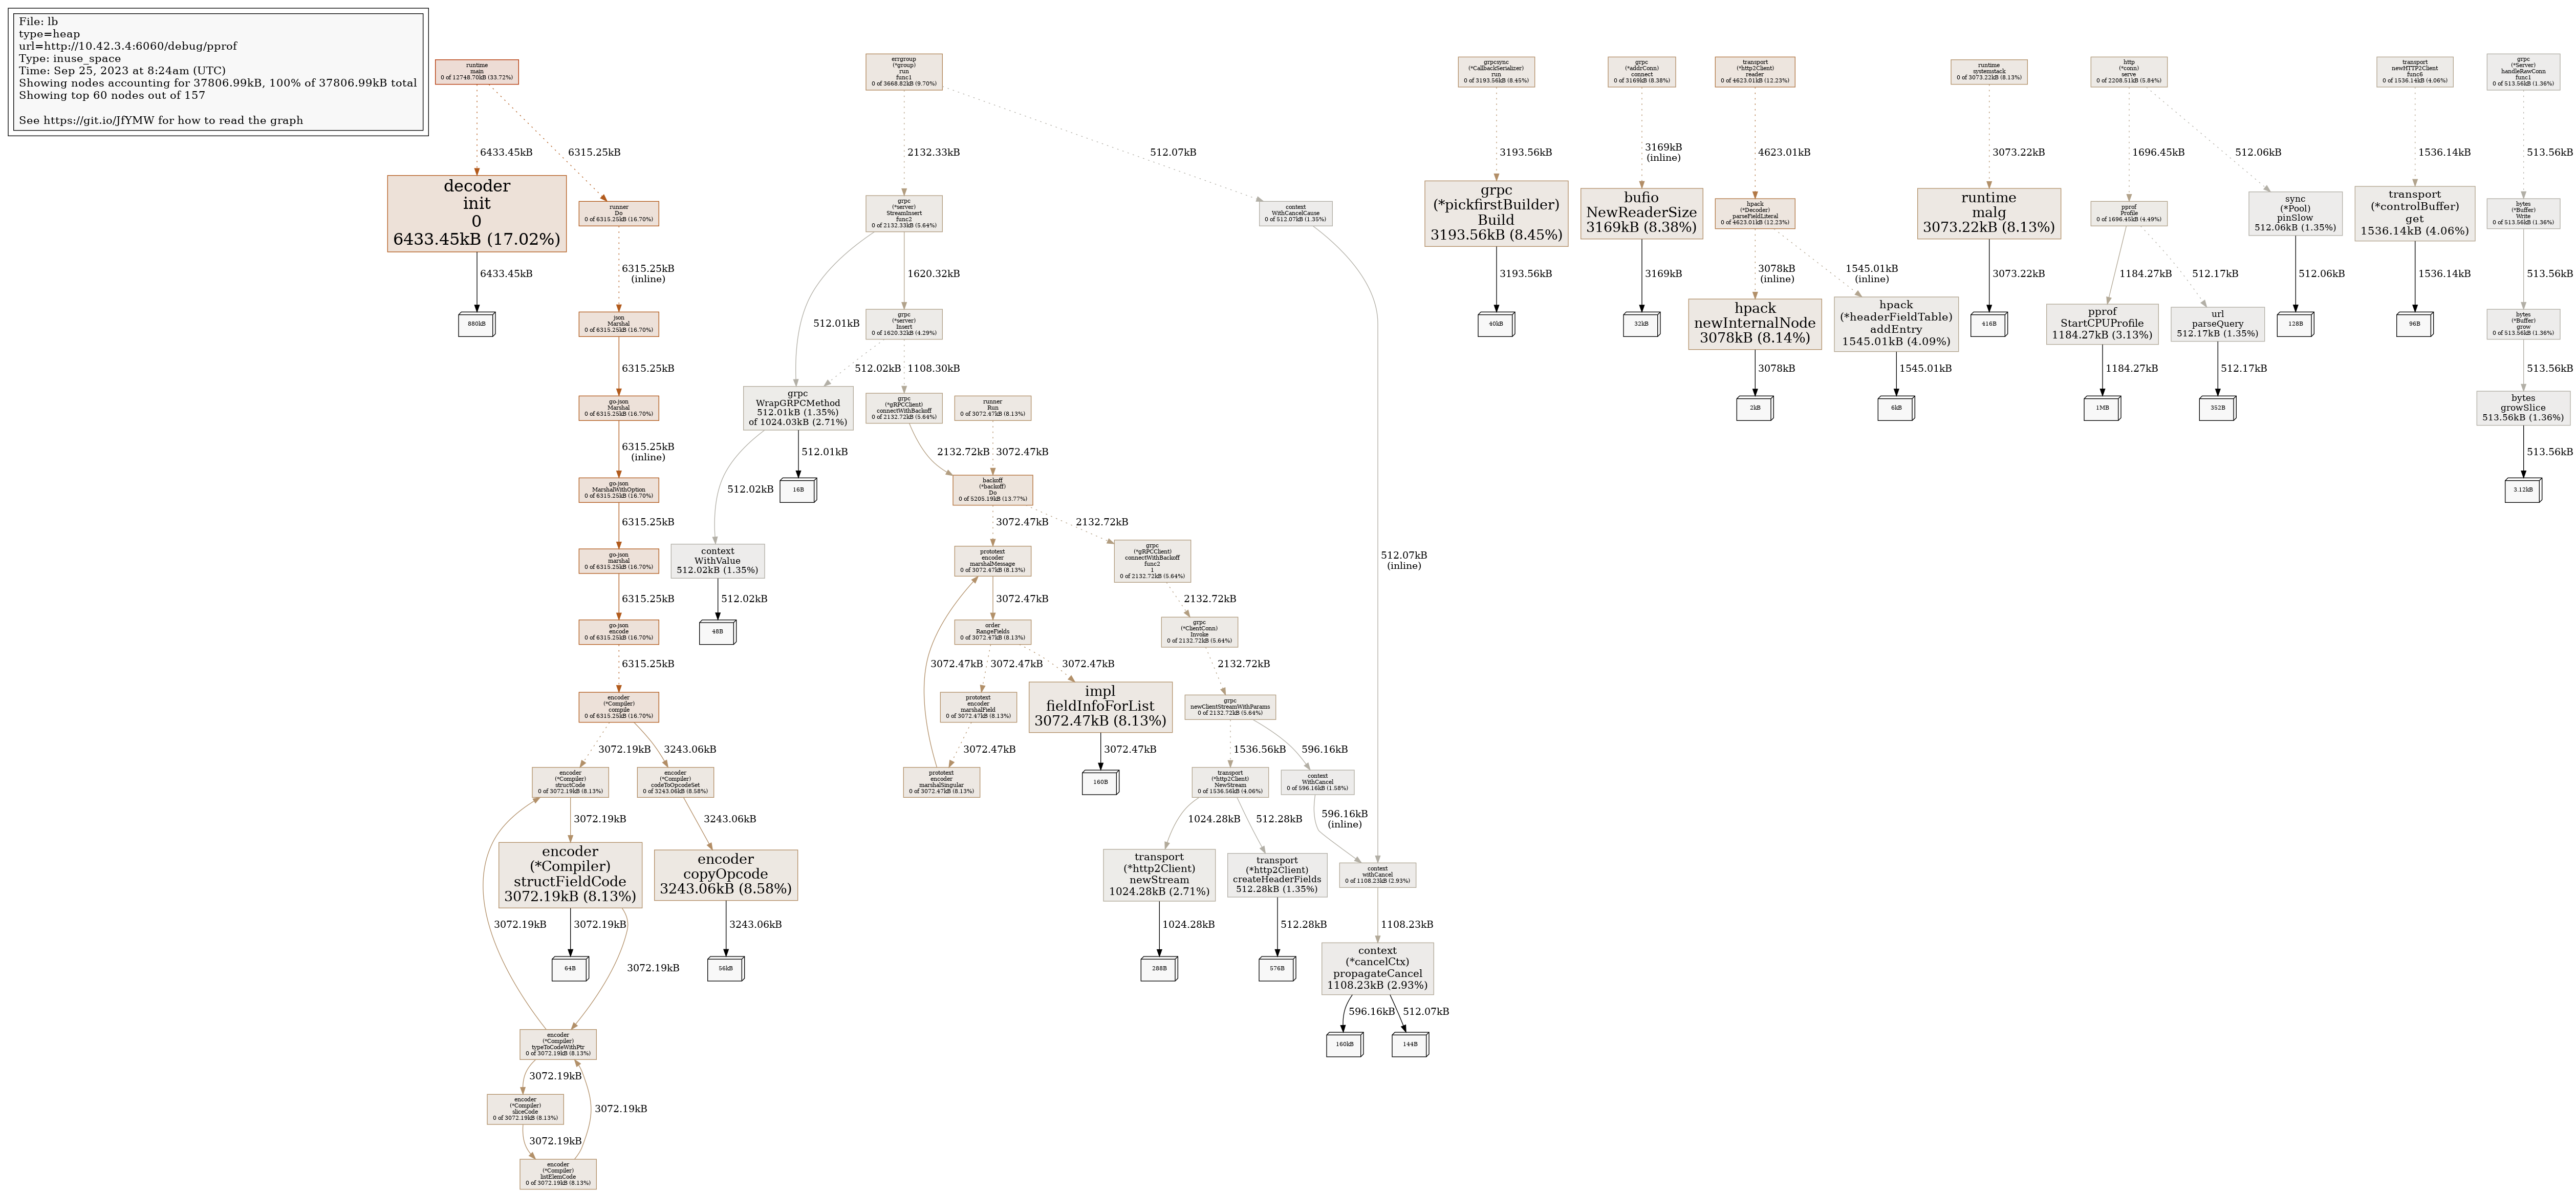 File: lb
type=heap
url=http://10.42.3.4:6060/debug/pprof
Type: inuse_space
Time: Sep 25, 2023 at 8:24am (UTC)
Showing nodes accounting for 37806.99kB, 100% of 37806.99kB total
Showing top 60 nodes out of 157
See https://git.io/JfYMW for how to read the graph
runtime
main
0 of 12748.70kB (33.72%)
6433.45kB
6315.25kB
decoder
init
0
6433.45kB (17.02%)
6433.45kB
880kB
runner
Do
0 of 6315.25kB (16.70%)
6315.25kB
(inline)
json
Marshal
0 of 6315.25kB (16.70%)
6315.25kB
go-json
Marshal
0 of 6315.25kB (16.70%)
6315.25kB
(inline)
go-json
MarshalWithOption
0 of 6315.25kB (16.70%)
6315.25kB
go-json
marshal
0 of 6315.25kB (16.70%)
6315.25kB
go-json
encode
0 of 6315.25kB (16.70%)
6315.25kB
encoder
(*Compiler)
compile
0 of 6315.25kB (16.70%)
3072.19kB
3243.06kB
encoder
(*Compiler)
structCode
0 of 3072.19kB (8.13%)
3072.19kB
encoder
(*Compiler)
codeToOpcodeSet
0 of 3243.06kB (8.58%)
3243.06kB
encoder
(*Compiler)
structFieldCode
3072.19kB (8.13%)
encoder
copyOpcode
3243.06kB (8.58%)
3072.19kB
3072.19kB
3072.19kB
3243.06kB
64B
56kB
encoder
(*Compiler)
typeToCodeWithPtr
0 of 3072.19kB (8.13%)
3072.19kB
3072.19kB
encoder
(*Compiler)
sliceCode
0 of 3072.19kB (8.13%)
3072.19kB
encoder
(*Compiler)
listElemCode
0 of 3072.19kB (8.13%)
errgroup
(*group)
run
func1
0 of 3668.82kB (9.70%)
2132.33kB
512.07kB
grpc
(*server)
StreamInsert
func2
0 of 2132.33kB (5.64%)
context
WithCancelCause
0 of 512.07kB (1.35%)
512.01kB
1620.32kB
grpc
(*server)
Insert
0 of 1620.32kB (4.29%)
512.02kB
1108.30kB
grpc
WrapGRPCMethod
512.01kB (1.35%)
of 1024.03kB (2.71%)
512.02kB
512.01kB
16B
context
WithValue
512.02kB (1.35%)
512.02kB
48B
grpc
(*gRPCClient)
connectWithBackoff
0 of 2132.72kB (5.64%)
2132.72kB
runner
Run
0 of 3072.47kB (8.13%)
3072.47kB
backoff
(*backoff)
Do
0 of 5205.19kB (13.77%)
3072.47kB
2132.72kB
prototext
encoder
marshalMessage
0 of 3072.47kB (8.13%)
3072.47kB
order
RangeFields
0 of 3072.47kB (8.13%)
3072.47kB
3072.47kB
3072.47kB
prototext
encoder
marshalField
0 of 3072.47kB (8.13%)
3072.47kB
impl
fieldInfoForList
3072.47kB (8.13%)
3072.47kB
160B
prototext
encoder
marshalSingular
0 of 3072.47kB (8.13%)
grpc
(*gRPCClient)
connectWithBackoff
func2
1
0 of 2132.72kB (5.64%)
2132.72kB
grpc
(*ClientConn)
Invoke
0 of 2132.72kB (5.64%)
2132.72kB
grpc
newClientStreamWithParams
0 of 2132.72kB (5.64%)
1536.56kB
596.16kB
transport
(*http2Client)
NewStream
0 of 1536.56kB (4.06%)
context
WithCancel
0 of 596.16kB (1.58%)
1024.28kB
512.28kB
596.16kB
(inline)
512.07kB
(inline)
transport
(*http2Client)
newStream
1024.28kB (2.71%)
transport
(*http2Client)
createHeaderFields
512.28kB (1.35%)
context
withCancel
0 of 1108.23kB (2.93%)
1024.28kB
512.28kB
1108.23kB
288B
576B
context
(*cancelCtx)
propagateCancel
1108.23kB (2.93%)
596.16kB
512.07kB
160kB
144B
grpcsync
(*CallbackSerializer)
run
0 of 3193.56kB (8.45%)
3193.56kB
grpc
(*pickfirstBuilder)
Build
3193.56kB (8.45%)
3193.56kB
40kB
grpc
(*addrConn)
connect
0 of 3169kB (8.38%)
3169kB
(inline)
bufio
NewReaderSize
3169kB (8.38%)
3169kB
32kB
transport
(*http2Client)
reader
0 of 4623.01kB (12.23%)
4623.01kB
hpack
(*Decoder)
parseFieldLiteral
0 of 4623.01kB (12.23%)
3078kB
(inline)
1545.01kB
(inline)
hpack
newInternalNode
3078kB (8.14%)
3078kB
2kB
hpack
(*headerFieldTable)
addEntry
1545.01kB (4.09%)
1545.01kB
6kB
runtime
systemstack
0 of 3073.22kB (8.13%)
3073.22kB
runtime
malg
3073.22kB (8.13%)
3073.22kB
416B
http
(*conn)
serve
0 of 2208.51kB (5.84%)
1696.45kB
512.06kB
pprof
Profile
0 of 1696.45kB (4.49%)
1184.27kB
512.17kB
sync
(*Pool)
pinSlow
512.06kB (1.35%)
512.06kB
128B
pprof
StartCPUProfile
1184.27kB (3.13%)
1184.27kB
1MB
url
parseQuery
512.17kB (1.35%)
512.17kB
352B
transport
newHTTP2Client
func6
0 of 1536.14kB (4.06%)
1536.14kB
transport
(*controlBuffer)
get
1536.14kB (4.06%)
1536.14kB
96B
grpc
(*Server)
handleRawConn
func1
0 of 513.56kB (1.36%)
513.56kB
bytes
(*Buffer)
Write
0 of 513.56kB (1.36%)
513.56kB
bytes
(*Buffer)
grow
0 of 513.56kB (1.36%)
513.56kB
bytes
growSlice
513.56kB (1.36%)
513.56kB
3.12kB